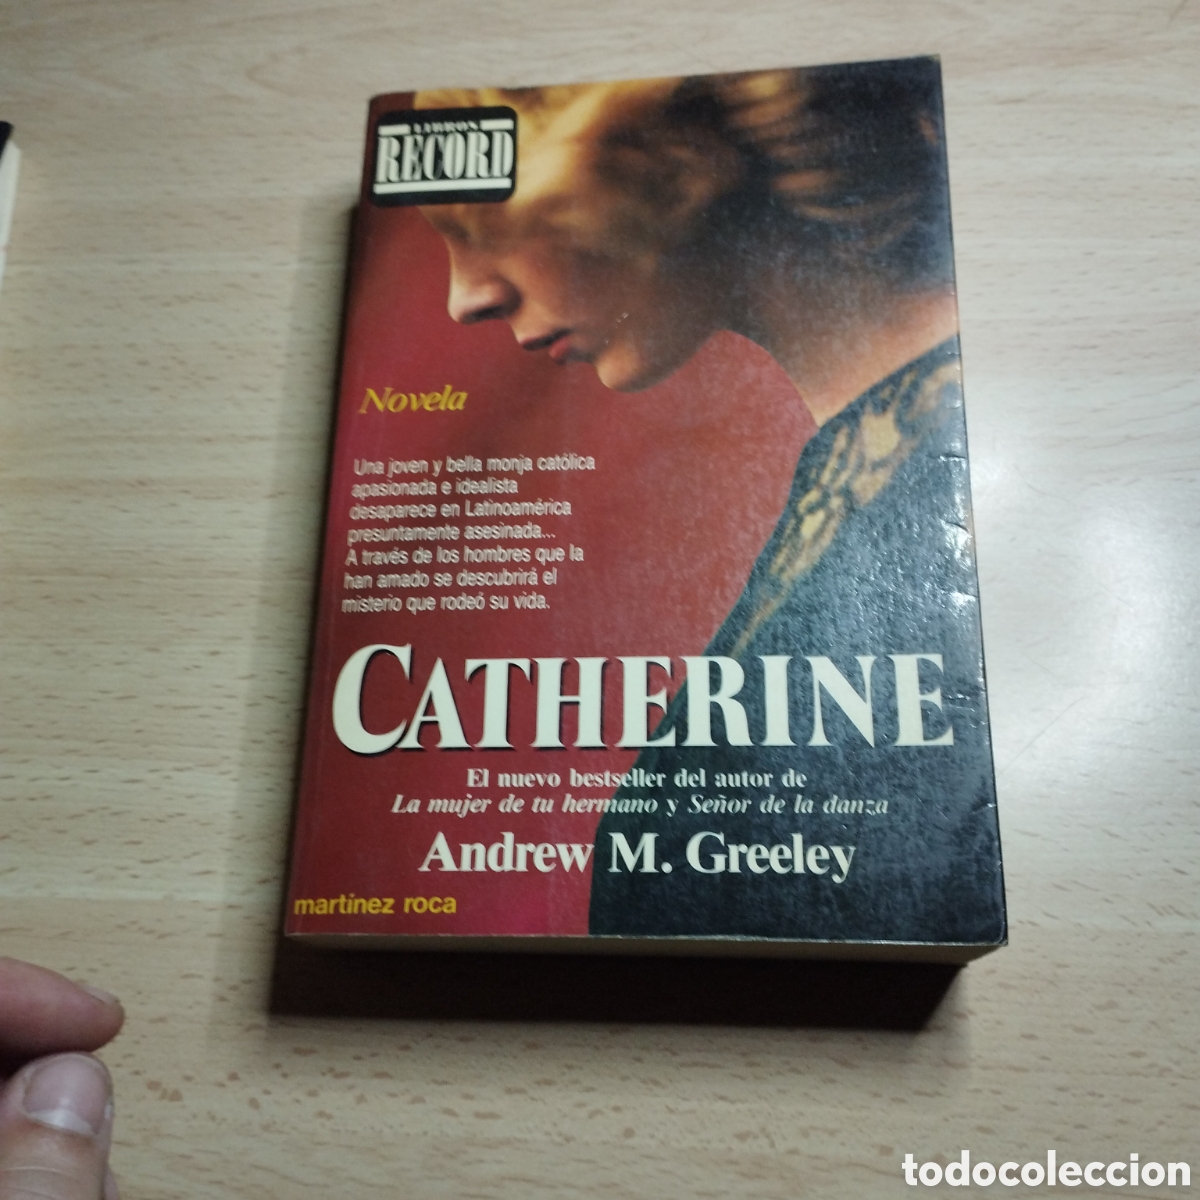 LIBROS
RECORD
Novela
Una joven y bella monja católica
apasionada e idealista
desaparece en Latinoamérica
presuntamente asesinada...
A través de los hombres que la
han amado se descubrirá el
misterio que rodeó su vida.
CATHERINE
El nuevo bestseller del autor de
La mujer de tu hermano y Señor de la danza
Andrew M. Greeley
martínez roca
todocoleccion